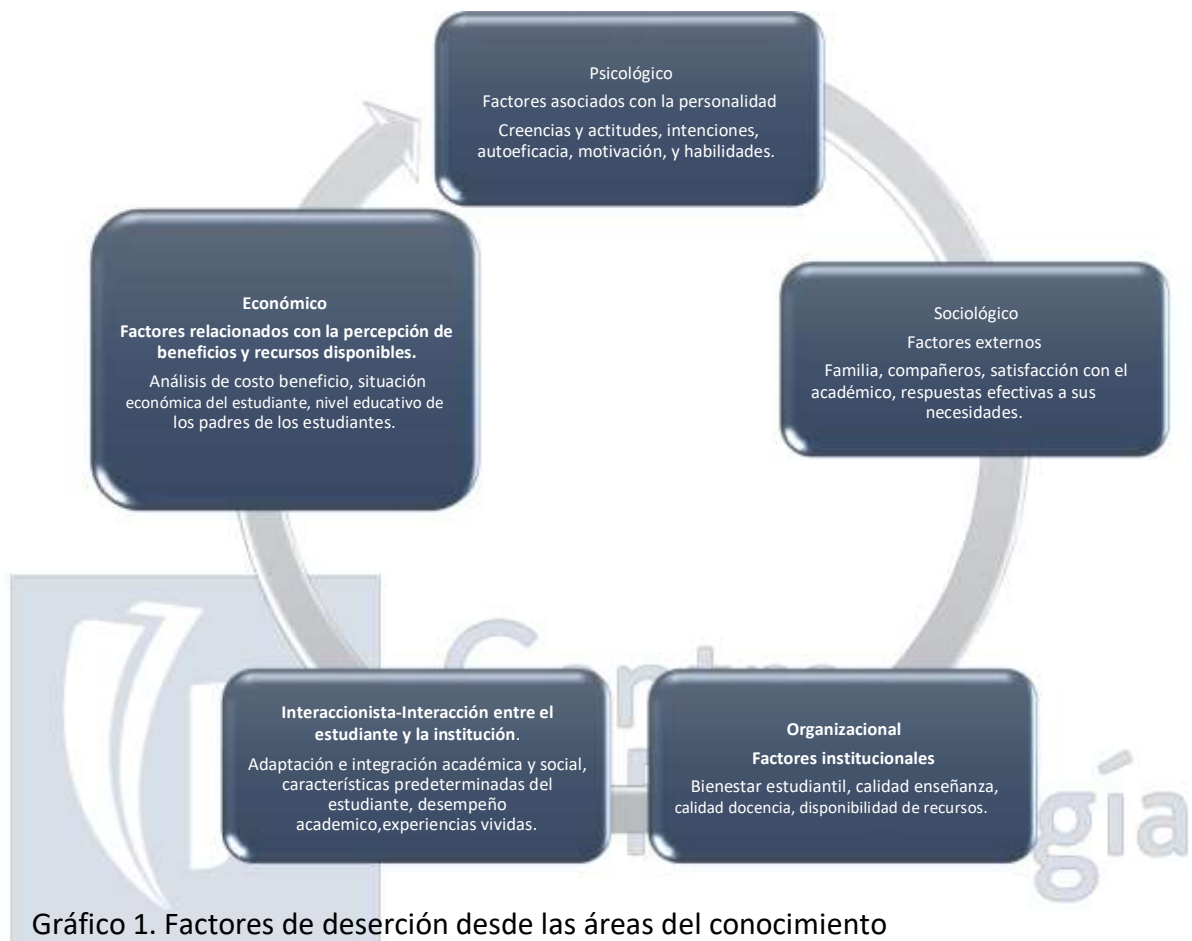 Psicológico
Factores asociados con la personalidad
Creencias y actitudes, intenciones,
autoeficacia, motivación, y habilidades.
Sociológico
Factores externos
Familia, compañeros, satisfacción con el
académico, respuestas efectivas a sus
necesidades.
Organizacional
Factores institucionales
Bienestar estudiantil, calidad enseñanza,
calidad docencia, disponibilidad de recursos.
Interaccionista-Interacción entre el
estudiante y la institución.
Adaptación e integración académica y social,
características predeterminadas del
estudiante, desempeño
academico,experiencias vividas.
Económico
Factores relacionados con la percepción de
beneficios y recursos disponibles.
Análisis de costo beneficio, situación
económica del estudiante, nivel educativo de
los padres de los estudiantes.
Gráfico 1. Factores de deserción desde las áreas del conocimiento